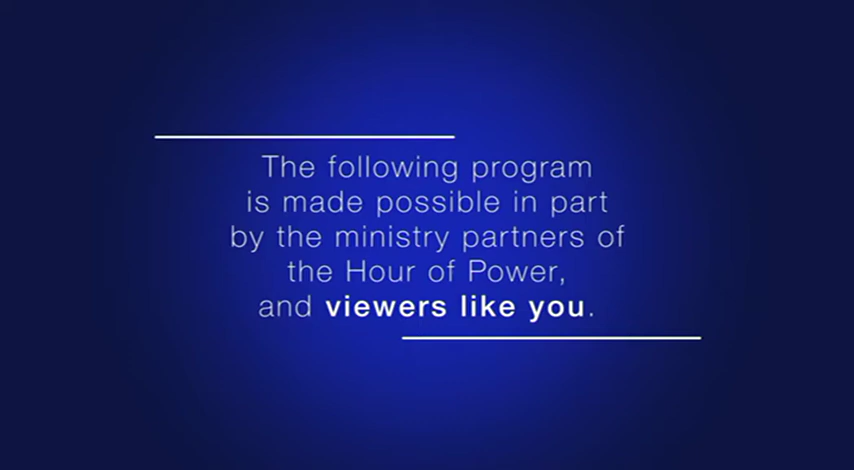 The following program
is made possible in part
by the ministry partners of
the Hour of Power,
and viewers like you.